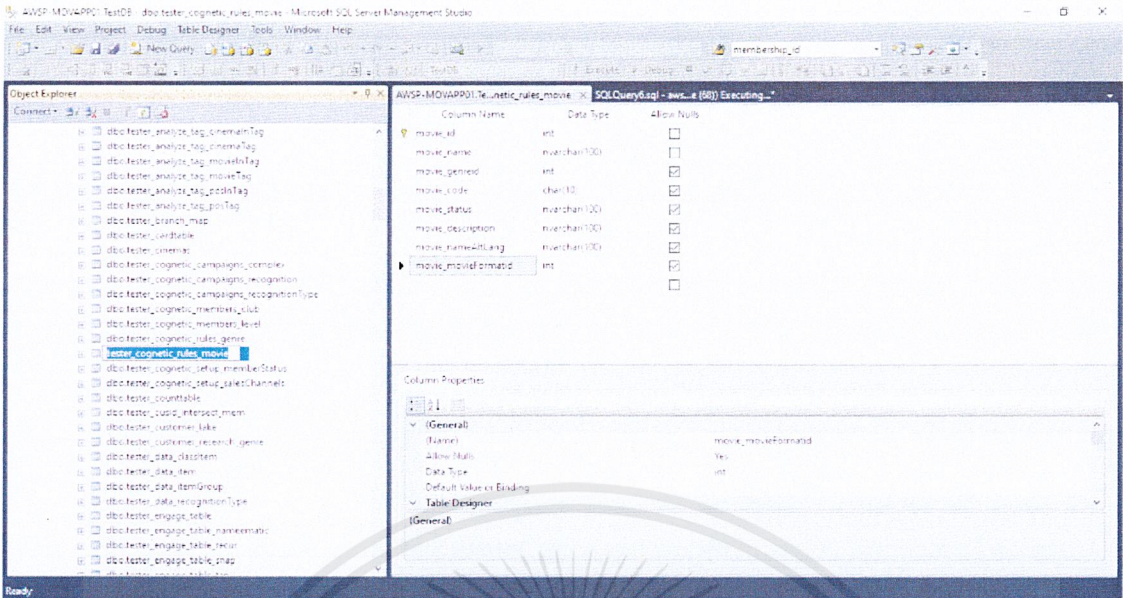 AWSP-MOVAPP01.TestDB - dbo.tester_cognetic_rules_movie - Microsoft SQL Server Management Studio
File Edit View Project Debug Table Designer Tools Window Help
New Query
membership_id
Execute Debug
Object Explorer
Connect
AWSP-MOVAPP01.Te...netic_rules_movie
SQLQuery6.sql - aws...e (68)) Executing...*
dbo.tester_analyze_tag_cinemaInTag
dbo.tester_analyze_tag_cinemaTag
dbo.tester_analyze_tag_movieInTag
dbo.tester_analyze_tag_movieTag
dbo.tester_analyze_tag_posInTag
dbo.tester_analyze_tag_posTag
dbo.tester_branch_map
dbo.tester_cardtable
dbo.tester_cinemas
dbo.tester_cognetic_campaigns_complex
dbo.tester_cognetic_campaigns_recognition
dbo.tester_cognetic_campaigns_recognitionType
dbo.tester_cognetic_members_club
dbo.tester_cognetic_members_level
dbo.tester_cognetic_rules_genre
tester_cognetic_rules_movie
dbo.tester_cognetic_setup_memberStatus
dbo.tester_cognetic_setup_salesChannels
dbo.tester_counttable
dbo.tester_cusid_intersect_mem
dbo.tester_customer_lake
dbo.tester_customer_research_genre
dbo.tester_data_classItem
dbo.tester_data_item
dbo.tester_data_itemGroup
dbo.tester_data_recognitionType
dbo.tester_engage_table
dbo.tester_engage_table_nameematic
dbo.tester_engage_table_recur
dbo.tester_engage_table_snap
Column Name Data Type Allow Nulls
movie_id int
movie_name nvarchar(100)
movie_genreid int
movie_code char(10)
movie_status nvarchar(100)
movie_description nvarchar(100)
movie_nameAltLang nvarchar(100)
movie_movieFormatid int
Column Properties
(General)
(Name) movie_movieFormatid
Allow Nulls Yes
Data Type int
Default Value or Binding
Table Designer
(General)
Ready